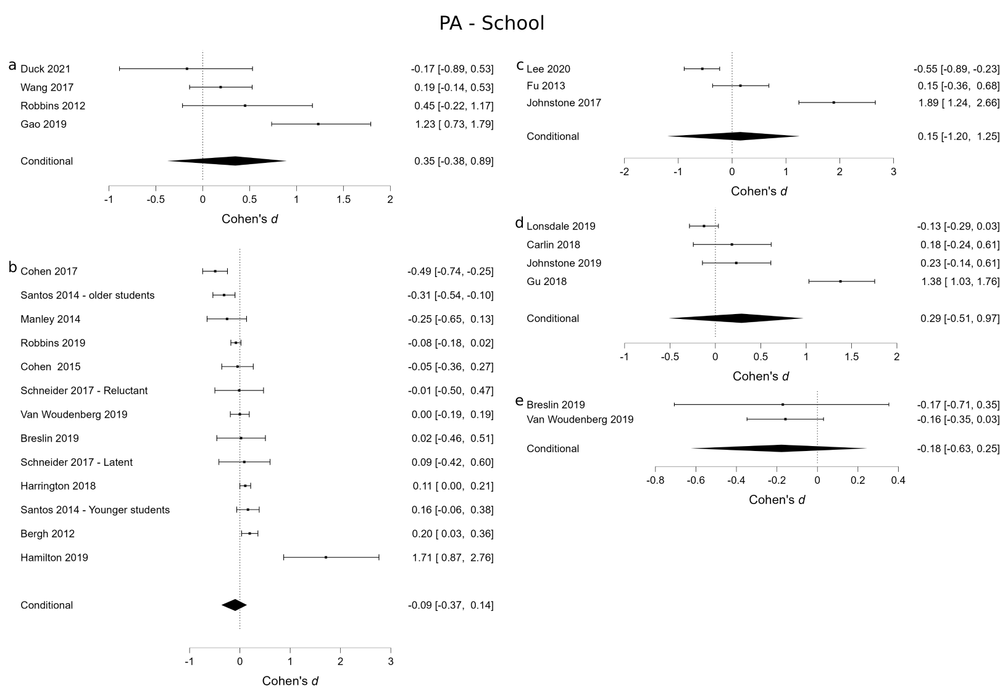 PA - School
a
Duck 2021 -0.17 [-0.89, 0.53]
Wang 2017 0.19 [-0.14, 0.53]
Robbins 2012 0.45 [-0.22, 1.17]
Gao 2019 1.23 [ 0.73, 1.79]
Conditional 0.35 [-0.38, 0.89]
-1 -0.5 0 0.5 1 1.5 2
Cohen's d
b
Cohen 2017 -0.49 [-0.74, -0.25]
Santos 2014 - older students -0.31 [-0.54, -0.10]
Manley 2014 -0.25 [-0.65, 0.13]
Robbins 2019 -0.08 [-0.18, 0.02]
Cohen 2015 -0.05 [-0.36, 0.27]
Schneider 2017 - Reluctant -0.01 [-0.50, 0.47]
Van Woudenberg 2019 0.00 [-0.19, 0.19]
Breslin 2019 0.02 [-0.46, 0.51]
Schneider 2017 - Latent 0.09 [-0.42, 0.60]
Harrington 2018 0.11 [ 0.00, 0.21]
Santos 2014 - Younger students 0.16 [-0.06, 0.38]
Bergh 2012 0.20 [ 0.03, 0.36]
Hamilton 2019 1.71 [ 0.87, 2.76]
Conditional -0.09 [-0.37, 0.14]
-1 0 1 2 3
Cohen's d
c
Lee 2020 -0.55 [-0.89, -0.23]
Fu 2013 0.15 [-0.36, 0.68]
Johnstone 2017 1.89 [ 1.24, 2.66]
Conditional 0.15 [-1.20, 1.25]
-2 -1 0 1 2 3
Cohen's d
d
Lonsdale 2019 -0.13 [-0.29, 0.03]
Carlin 2018 0.18 [-0.24, 0.61]
Johnstone 2019 0.23 [-0.14, 0.61]
Gu 2018 1.38 [ 1.03, 1.76]
Conditional 0.29 [-0.51, 0.97]
-1 -0.5 0 0.5 1 1.5 2
Cohen's d
e
Breslin 2019 -0.17 [-0.71, 0.35]
Van Woudenberg 2019 -0.16 [-0.35, 0.03]
Conditional -0.18 [-0.63, 0.25]
-0.8 -0.6 -0.4 -0.2 0 0.2 0.4
Cohen's d